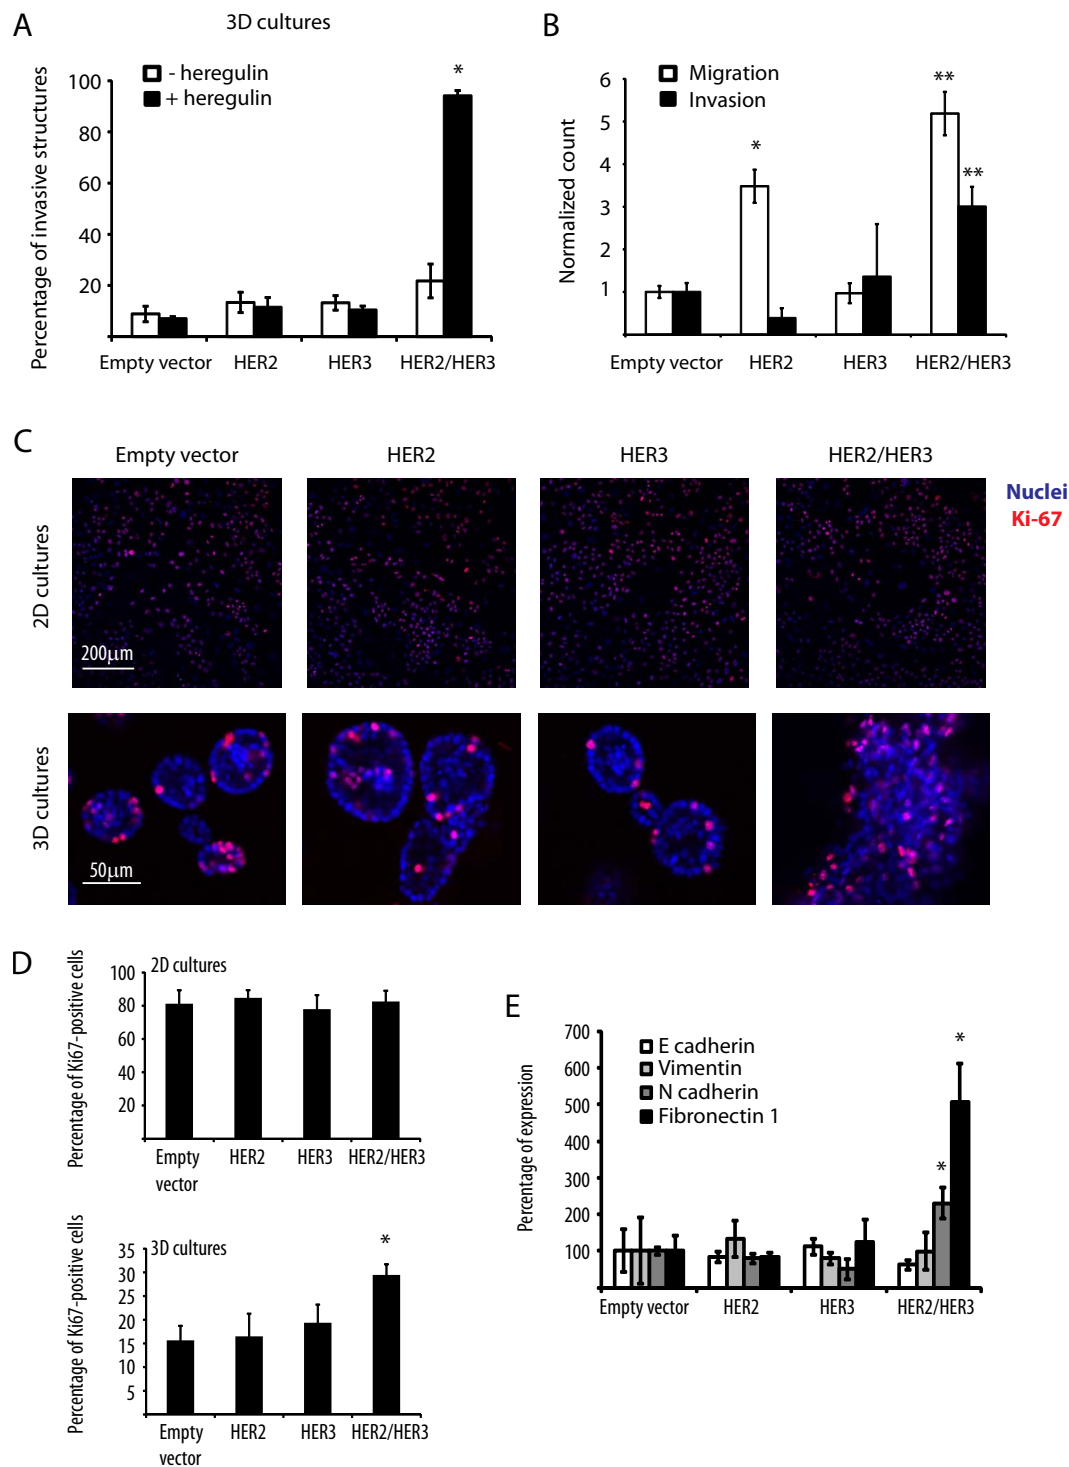 A
3D cultures
- heregulin
+ heregulin
*
Percentage of invasive structures
100
80
60
40
20
Empty vector
HER2
HER3
HER2/HER3
B
Migration
Invasion
*
**
**
Normalized count
6
5
4
3
2
1
Empty vector
HER2
HER3
HER2/HER3
C
Empty vector
HER2
HER3
HER2/HER3
Nuclei
Ki-67
2D cultures
200μm
3D cultures
50μm
D
2D cultures
Percentage of Ki67-positive cells
100
80
60
40
20
Empty
vector
HER2
HER3
HER2/HER3
3D cultures
*
Percentage of Ki67-positive cells
35
30
25
20
15
10
5
Empty
vector
HER2
HER3
HER2/HER3
E
E cadherin
Vimentin
N cadherin
Fibronectin 1
*
*
Percentage of expression
700
600
500
400
300
200
100
Empty vector
HER2
HER3
HER2/HER3